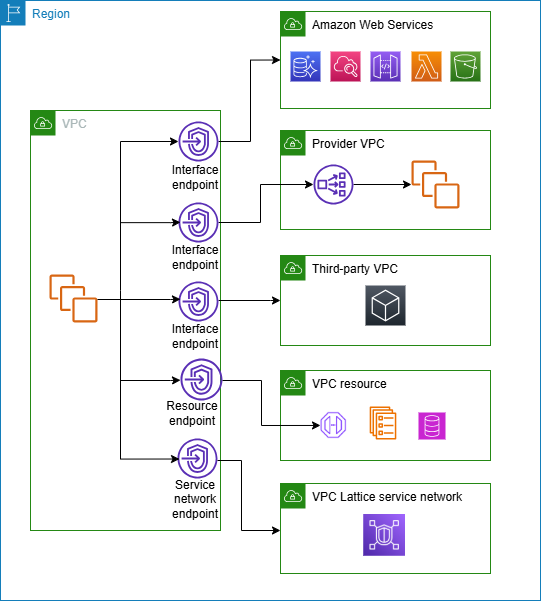 Region
Amazon Web Services
VPC
Interface
endpoint
Provider VPC
Interface
endpoint
Third-party VPC
Interface
endpoint
VPC resource
Resource
endpoint
Service
network
endpoint
VPC Lattice service network